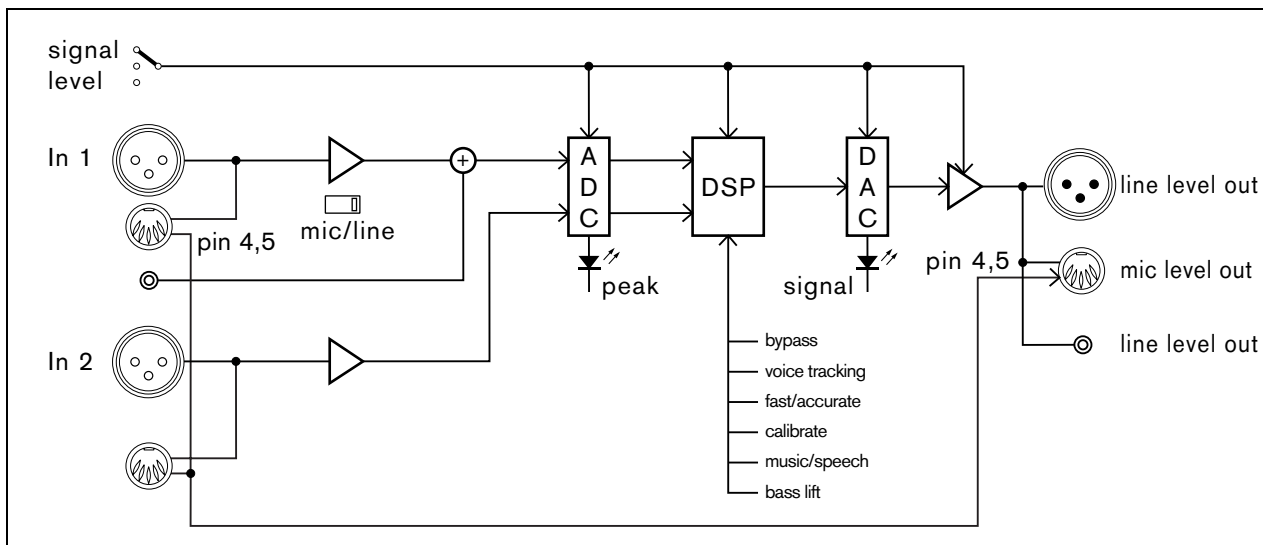 signal
level
In 1
pin 4,5
mic/line
+
A
D
C
peak
DSP
D
A
C
signal
line level out
pin 4,5
mic level out
line level out
In 2
bypass
voice tracking
fast/accurate
calibrate
music/speech
bass lift